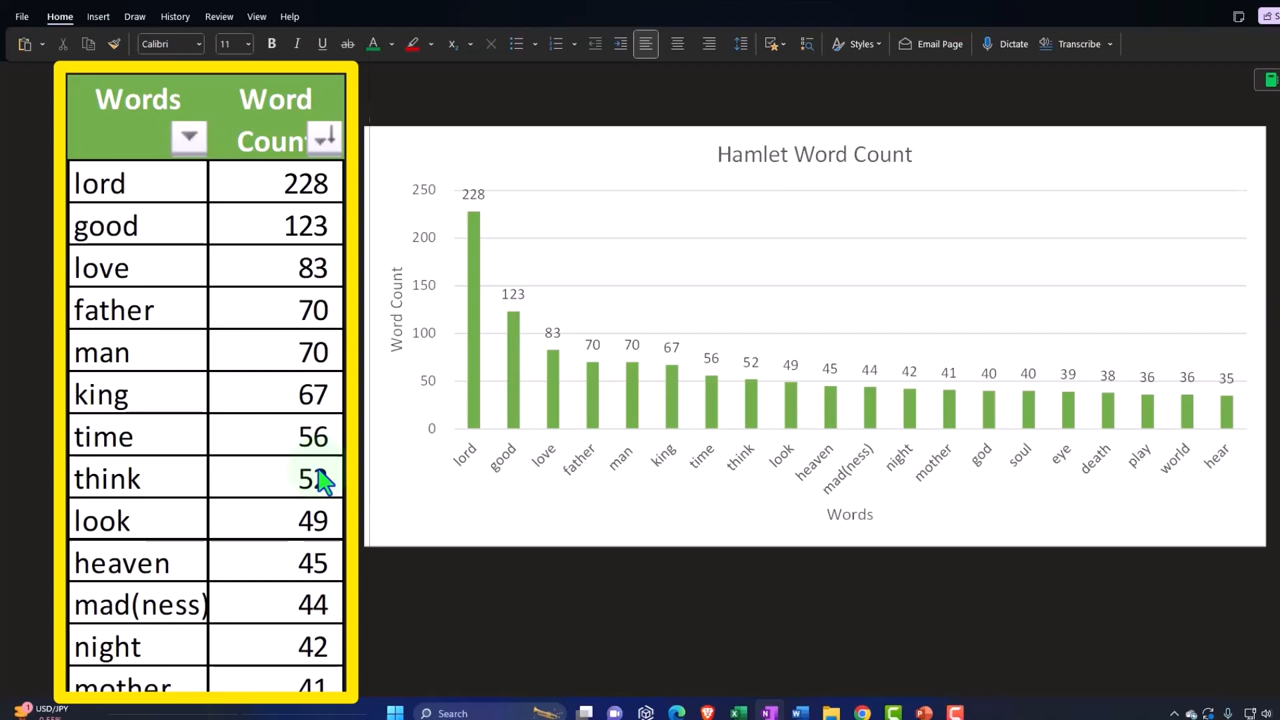 File Home Insert Draw History Review View Help
Calibri 11 B I U ab A x Styles Email Page Dictate Transcribe
Words Word
lord 228
good 123
love 83
father 70
man 70
king 67
time 56
think
look 49
heaven 45
mad(ness) 44
night 42
mother 41
Hamlet Word Count
250
200
150
100
50
0
Word Count
228 123 83 70 70 67 56 52 49 45 44 42 41 40 40 39 38 36 36 35
lord good love father man king time think look heaven mad(ness) night mother god soul eye death play world hear
Words
USD/JPY
Search